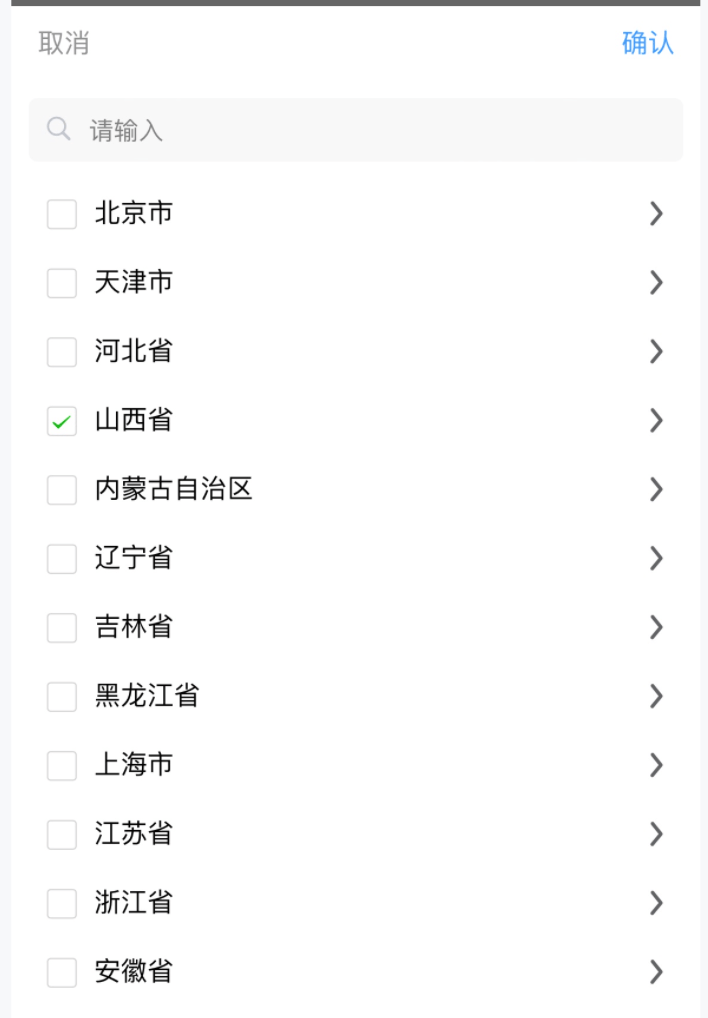 取消
确认
请输入
北京市
天津市
河北省
山西省
内蒙古自治区
辽宁省
吉林省
黑龙江省
上海市
江苏省
浙江省
安徽省